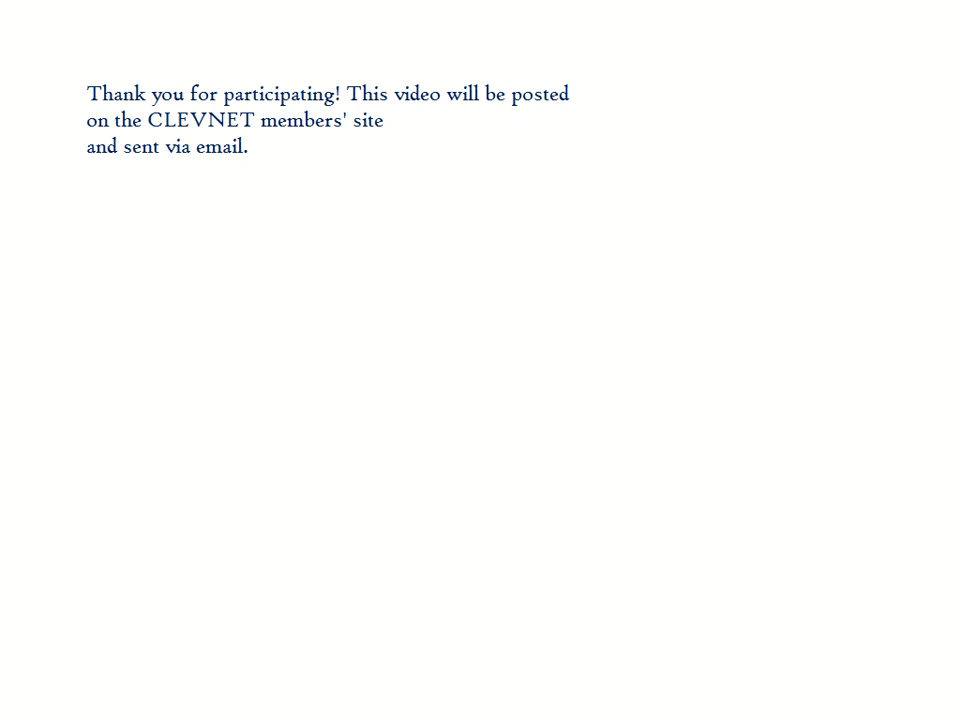 Thank you for participating! This video will be posted
on the CLEVNET members' site
and sent via email.